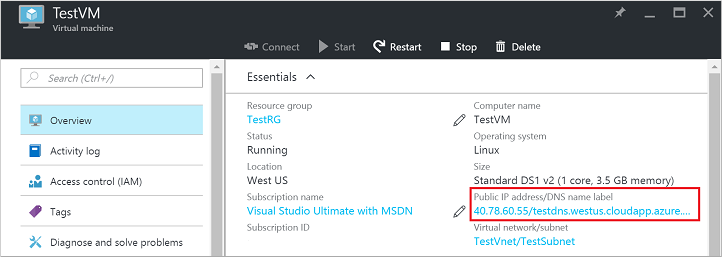 TestVM
Virtual machine
Connect Start Restart Stop Delete
Search (Ctrl+/)
Overview
Activity log
Access control (IAM)
Tags
Diagnose and solve problems
Essentials
Resource group
TestRG
Status
Running
Location
West US
Subscription name
Visual Studio Ultimate with MSDN
Subscription ID
Computer name
TestVM
Operating system
Linux
Size
Standard DS1 v2 (1 core, 3.5 GB memory)
Public IP address/DNS name label
40.78.60.55/testdns.westus.cloudapp.azure....
Virtual network/subnet
TestVnet/TestSubnet